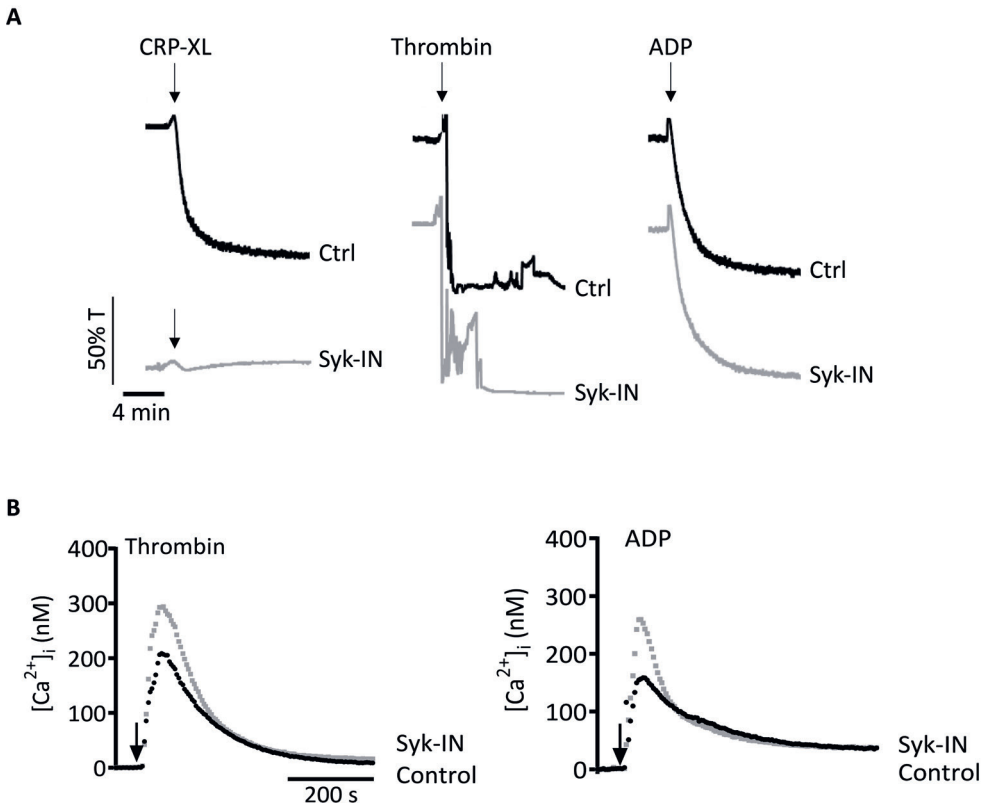 A
CRP-XL
Thrombin
ADP
Ctrl
Ctrl
Ctrl
50% T
Syk-IN
Syk-IN
Syk-IN
4 min
B
Thrombin
400
300
200
100
0
[Ca²⁺]ᵢ (nM)
Syk-IN
Control
200 s
ADP
400
300
200
100
0
[Ca²⁺]ᵢ (nM)
Syk-IN
Control